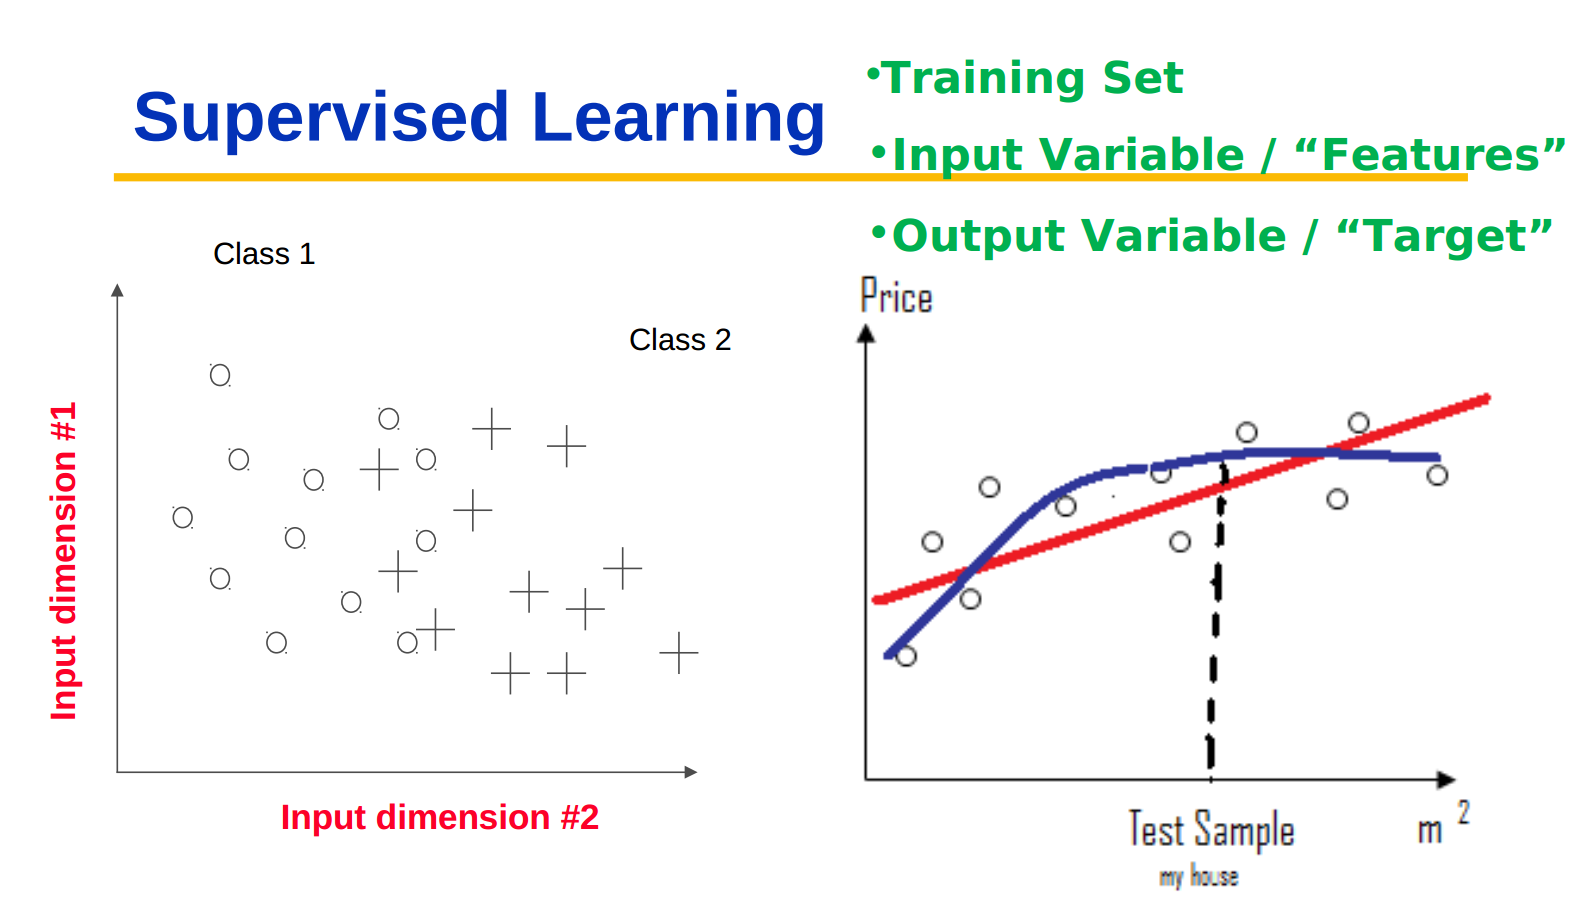 Supervised Learning
•Training Set
•Input Variable / “Features”
•Output Variable / “Target”
Class 1
Class 2
Input dimension #1
Input dimension #2
Price
Test Sample
my house
m 2